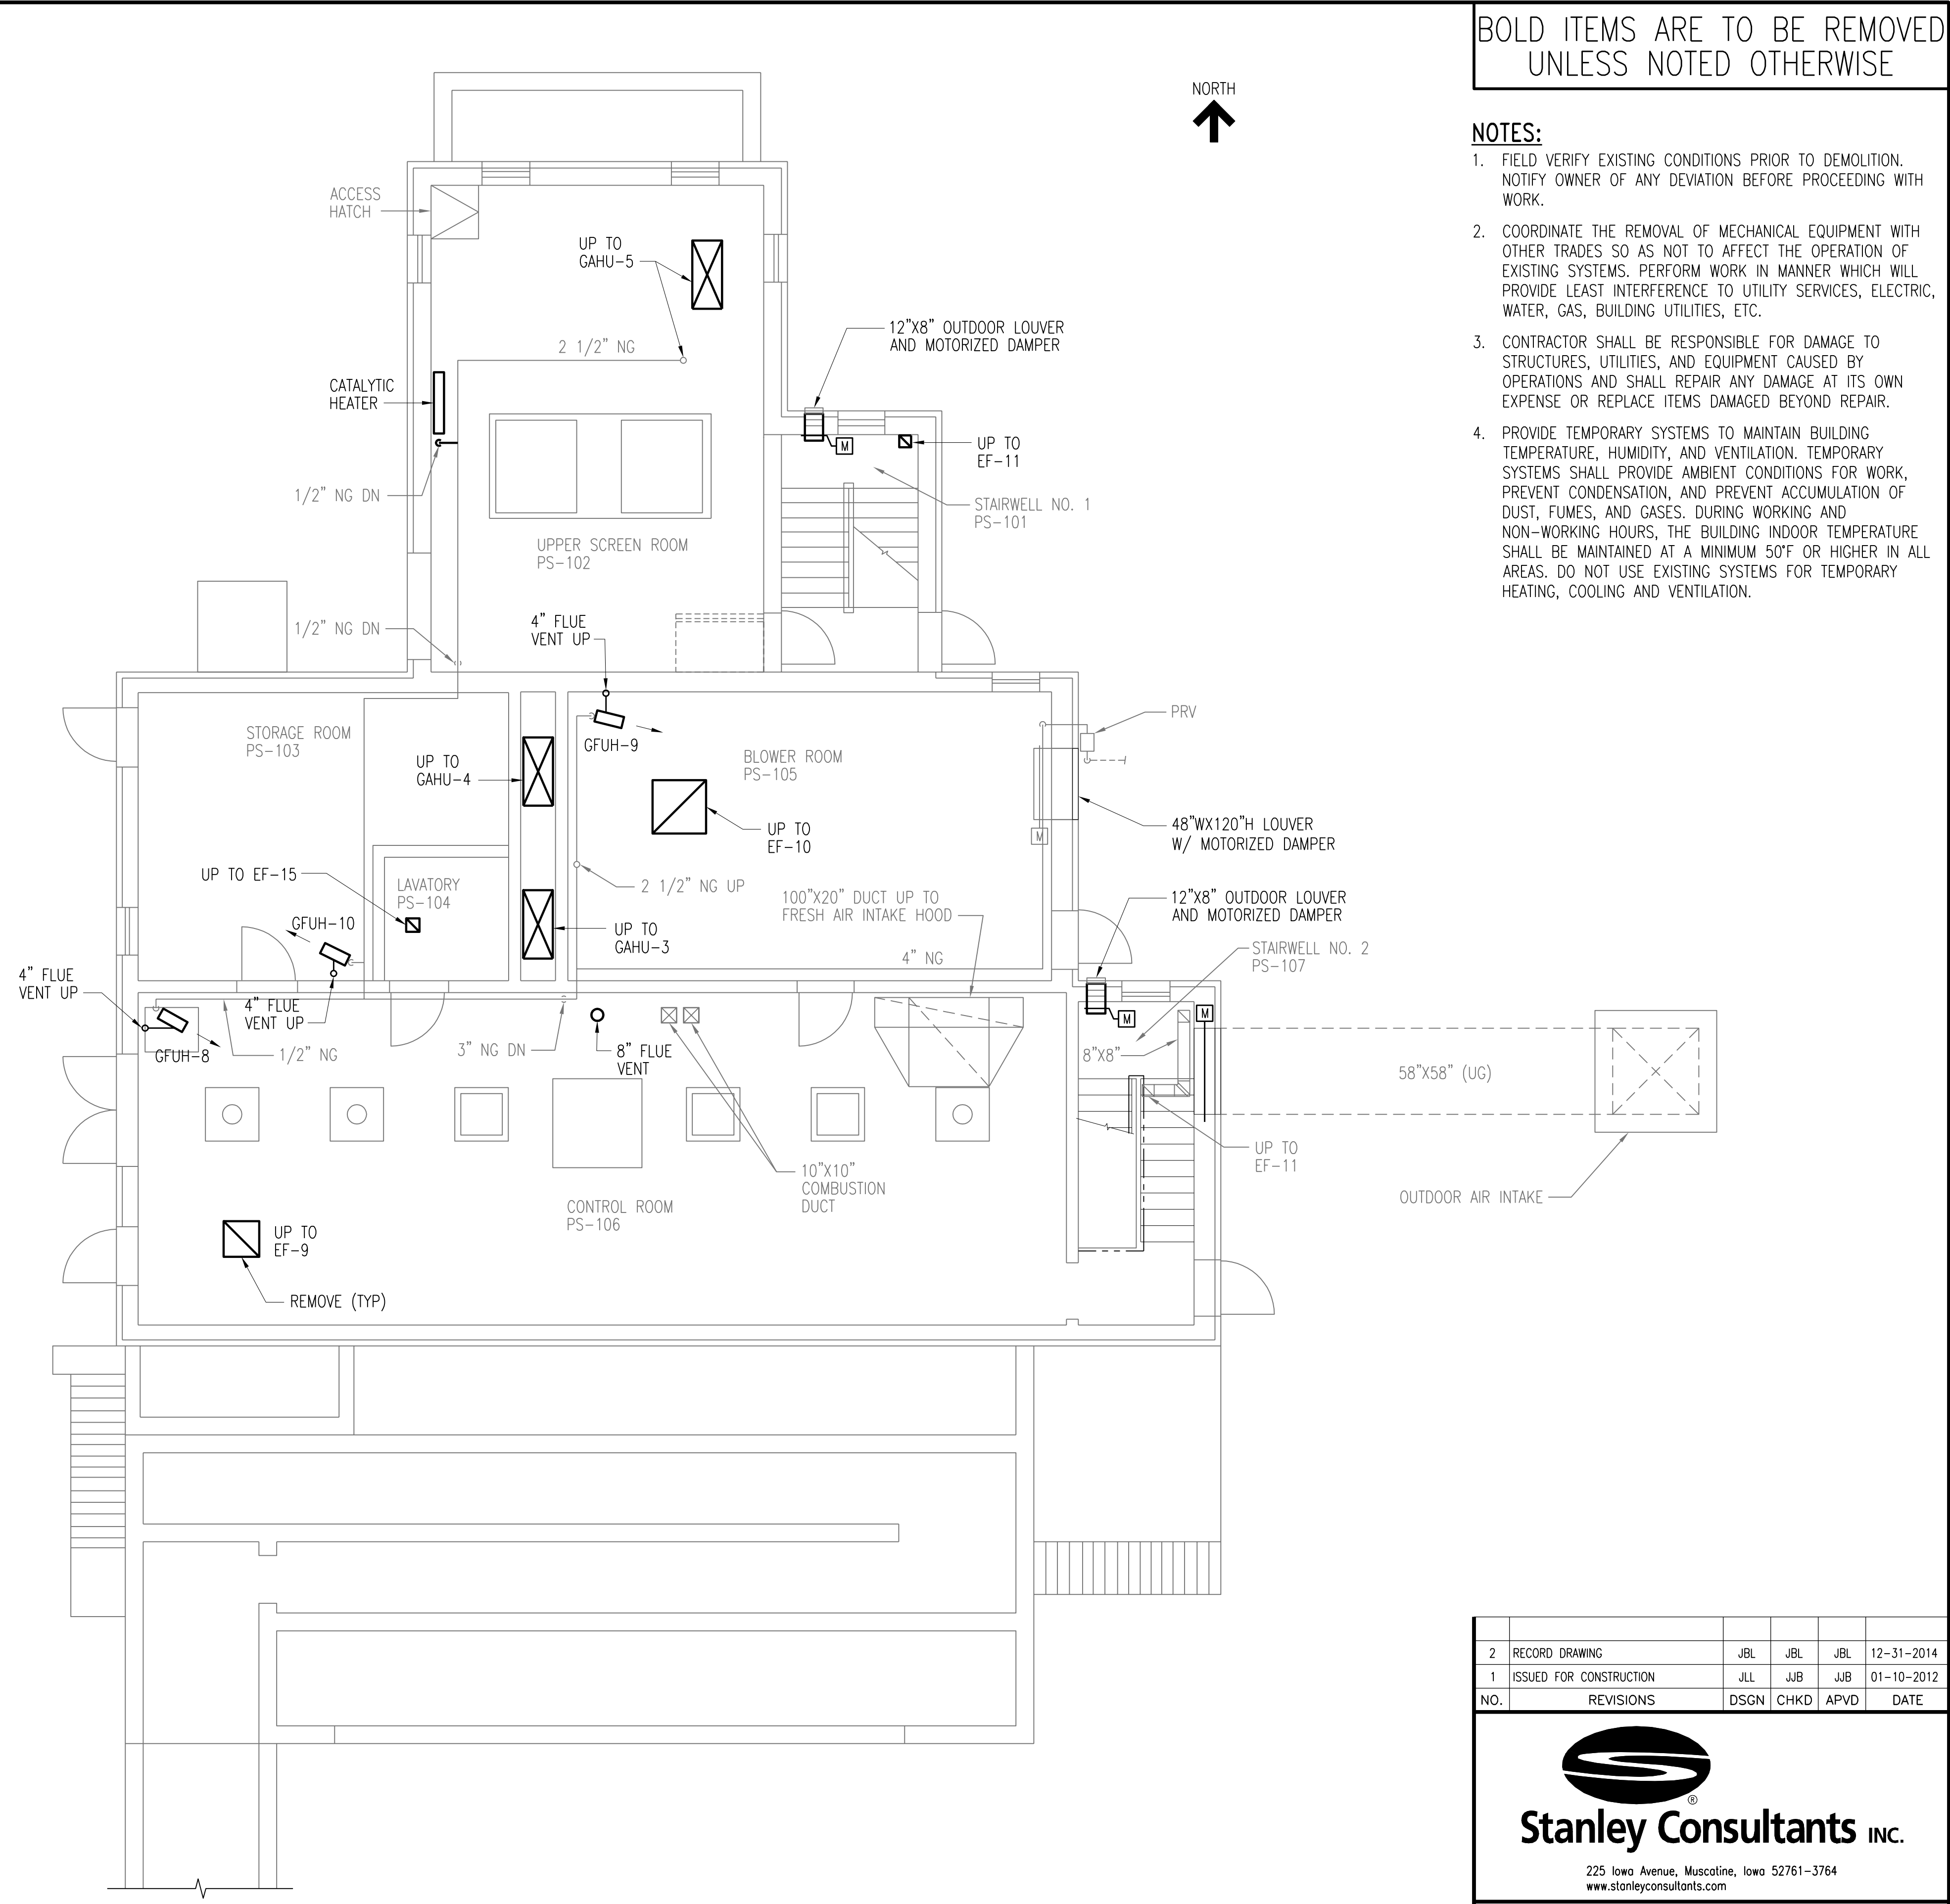 BOLD ITEMS ARE TO BE REMOVED
UNLESS NOTED OTHERWISE
NORTH
NOTES:
1. FIELD VERIFY EXISTING CONDITIONS PRIOR TO DEMOLITION.
NOTIFY OWNER OF ANY DEVIATION BEFORE PROCEEDING WITH
WORK.
2. COORDINATE THE REMOVAL OF MECHANICAL EQUIPMENT WITH
OTHER TRADES SO AS NOT TO AFFECT THE OPERATION OF
EXISTING SYSTEMS. PERFORM WORK IN MANNER WHICH WILL
PROVIDE LEAST INTERFERENCE TO UTILITY SERVICES, ELECTRIC,
WATER, GAS, BUILDING UTILITIES, ETC.
3. CONTRACTOR SHALL BE RESPONSIBLE FOR DAMAGE TO
STRUCTURES, UTILITIES, AND EQUIPMENT CAUSED BY
OPERATIONS AND SHALL REPAIR ANY DAMAGE AT ITS OWN
EXPENSE OR REPLACE ITEMS DAMAGED BEYOND REPAIR.
4. PROVIDE TEMPORARY SYSTEMS TO MAINTAIN BUILDING
TEMPERATURE, HUMIDITY, AND VENTILATION. TEMPORARY
SYSTEMS SHALL PROVIDE AMBIENT CONDITIONS FOR WORK,
PREVENT CONDENSATION, AND PREVENT ACCUMULATION OF
DUST, FUMES, AND GASES. DURING WORKING AND
NON-WORKING HOURS, THE BUILDING INDOOR TEMPERATURE
SHALL BE MAINTAINED AT A MINIMUM 50°F OR HIGHER IN ALL
AREAS. DO NOT USE EXISTING SYSTEMS FOR TEMPORARY
HEATING, COOLING AND VENTILATION.
ACCESS
HATCH
UP TO
GAHU-5
12"X8" OUTDOOR LOUVER
AND MOTORIZED DAMPER
2 1/2" NG
CATALYTIC
HEATER
M
UP TO
EF-11
1/2" NG DN
STAIRWELL NO. 1
PS-101
UPPER SCREEN ROOM
PS-102
1/2" NG DN
4" FLUE
VENT UP
PRV
STORAGE ROOM
PS-103
GFUH-9
BLOWER ROOM
PS-105
UP TO
GAHU-4
48"WX120"H LOUVER
W/ MOTORIZED DAMPER
M
UP TO
EF-10
UP TO EF-15
LAVATORY
PS-104
2 1/2" NG UP
100"X20" DUCT UP TO
FRESH AIR INTAKE HOOD
12"X8" OUTDOOR LOUVER
AND MOTORIZED DAMPER
GFUH-10
UP TO
GAHU-3
4" NG
STAIRWELL NO. 2
PS-107
4" FLUE
VENT UP
4" FLUE
VENT UP
M
M
GFUH-8
1/2" NG
3" NG DN
8" FLUE
VENT
8"X8"
58"X58" (UG)
10"X10"
COMBUSTION
DUCT
UP TO
EF-11
OUTDOOR AIR INTAKE
CONTROL ROOM
PS-106
UP TO
EF-9
REMOVE (TYP)
2 RECORD DRAWING JBL JBL JBL 12-31-2014
1 ISSUED FOR CONSTRUCTION JLL JJB JJB 01-10-2012
NO. REVISIONS DSGN CHKD APVD DATE
®
Stanley Consultants INC.
225 Iowa Avenue, Muscatine, Iowa 52761-3764
www.stanleyconsultants.com